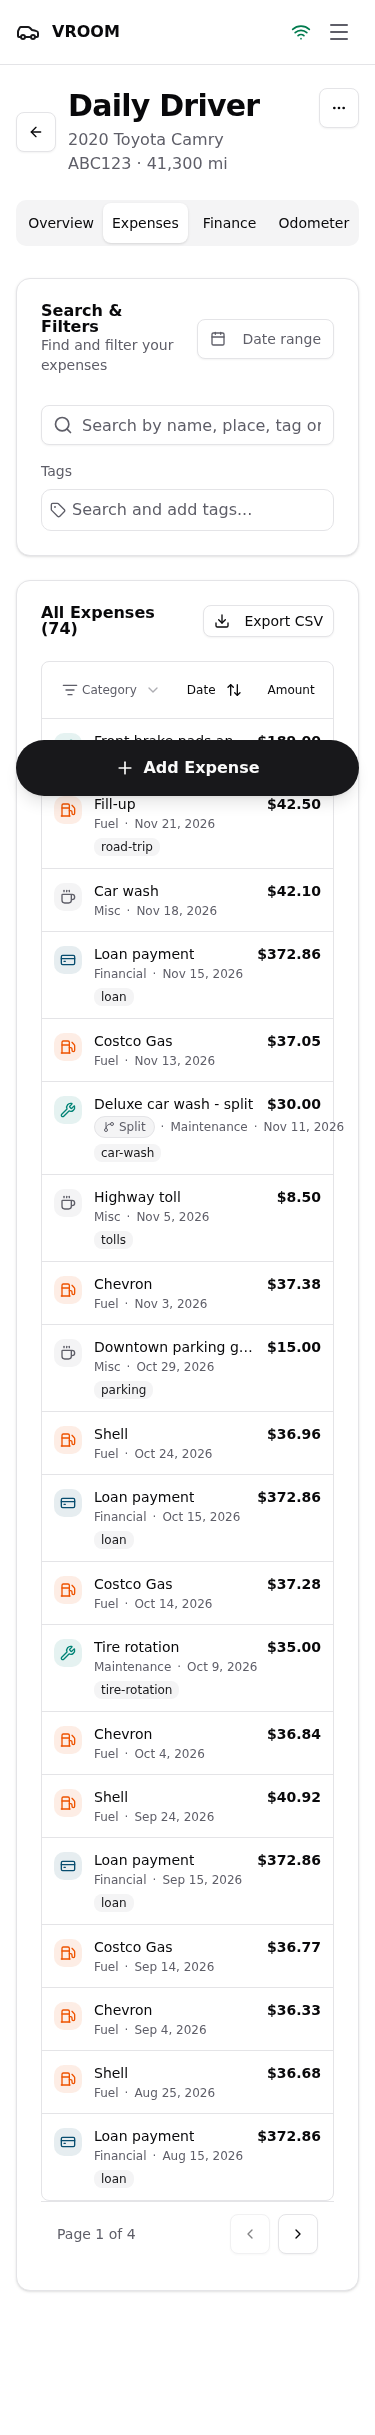 VROOM
Daily Driver
2020 Toyota Camry
ABC123 · 41,300 mi
Overview Expenses Finance Odometer
Search &
Filters
Find and filter your
expenses
Date range
Search by name, place, tag or
Tags
Search and add tags...
All Expenses
(74)
Export CSV
Category Date Amount
Front brake pads an $189.00
Add Expense
Fill-up $42.50
Fuel · Nov 21, 2026
road-trip
Car wash $42.10
Misc · Nov 18, 2026
Loan payment $372.86
Financial · Nov 15, 2026
loan
Costco Gas $37.05
Fuel · Nov 13, 2026
Deluxe car wash - split $30.00
Split · Maintenance · Nov 11, 2026
car-wash
Highway toll $8.50
Misc · Nov 5, 2026
tolls
Chevron $37.38
Fuel · Nov 3, 2026
Downtown parking g... $15.00
Misc · Oct 29, 2026
parking
Shell $36.96
Fuel · Oct 24, 2026
Loan payment $372.86
Financial · Oct 15, 2026
loan
Costco Gas $37.28
Fuel · Oct 14, 2026
Tire rotation $35.00
Maintenance · Oct 9, 2026
tire-rotation
Chevron $36.84
Fuel · Oct 4, 2026
Shell $40.92
Fuel · Sep 24, 2026
Loan payment $372.86
Financial · Sep 15, 2026
loan
Costco Gas $36.77
Fuel · Sep 14, 2026
Chevron $36.33
Fuel · Sep 4, 2026
Shell $36.68
Fuel · Aug 25, 2026
Loan payment $372.86
Financial · Aug 15, 2026
loan
Page 1 of 4